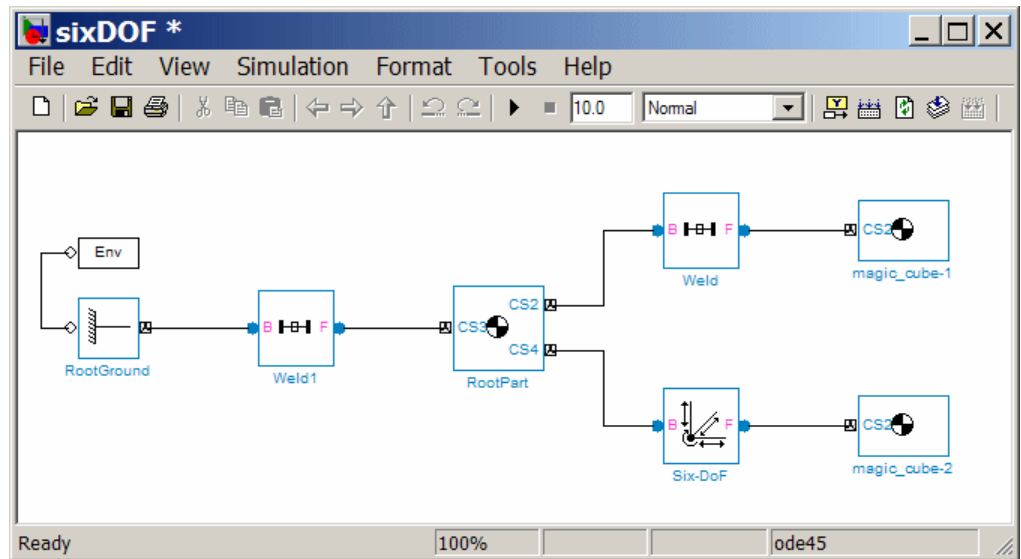 sixDOF *
File Edit View Simulation Format Tools Help
10.0 Normal
Env
RootGround
B F
Weld1
CS3 CS2
CS4
RootPart
B F
Weld
CS2
magic_cube-1
B F
Six-DoF
CS2
magic_cube-2
Ready 100% ode45